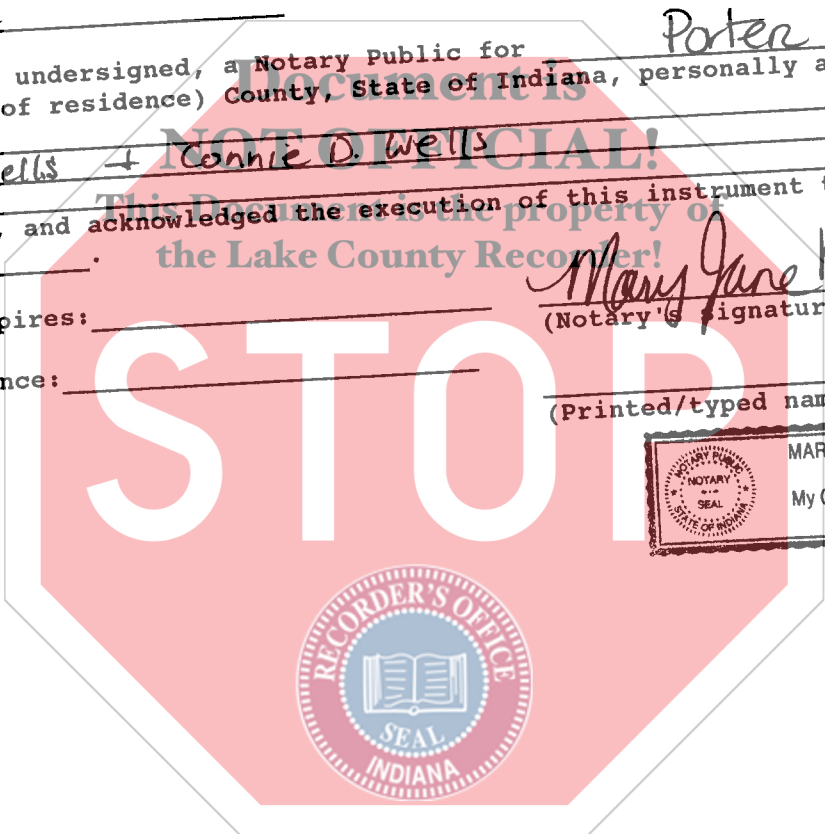 Porter
undersigned, a Notary Public for
of residence) County, State of Indiana, personally a
Document is
NOT OFFICIAL!
ells + Connie D. Wells
This Document is the property of
, and acknowledged the execution of this instrument t
the Lake County Recorder!
Mary Jane
pires:
(Notary's signatur
nce:
(Printed/typed nam
STOP
NOTARY PUBLIC
NOTARY
SEAL
STATE OF INDIANA
MAR
My C
RECORDER'S OFFICE
SEAL
INDIANA